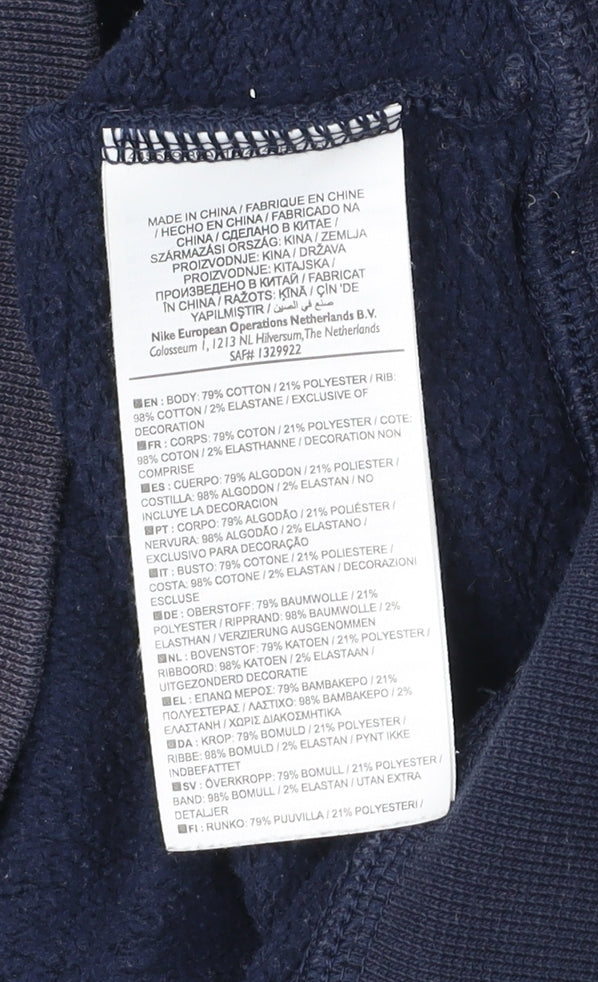 MADE IN CHINA / FABRIQUE EN CHINE
/ HECHO EN CHINA / FABRICADO NA
CHINA / СДЕЛАНО В КИТАЕ /
SZÁRMAZÁSI ORSZÁG: KINA / ZEMLJA
PROIZVODNJE: KINA / DRŽAVA
PROIZVODNJE: KITAJSKA /
ПРОИЗВЕДЕНО В КИТАЙ / FABRICAT
ÎN CHINA / RAŽOTS: ĶĪNĀ / ÇİN 'DE
YAPILMIŞTIR / صنع في الصين
Nike European Operations Netherlands B.V.
Colosseum 1, 1213 NL Hilversum, The Netherlands
SAF# 1329922
EN : BODY: 79% COTTON / 21% POLYESTER / RIB:
98% COTTON / 2% ELASTANE / EXCLUSIVE OF
DECORATION
FR : CORPS: 79% COTON / 21% POLYESTER / COTE:
98% COTON / 2% ELASTHANNE / DECORATION NON
COMPRISE
ES : CUERPO: 79% ALGODON / 21% POLIESTER /
COSTILLA: 98% ALGODON / 2% ELASTAN / NO
INCLUYE LA DECORACION
PT : CORPO: 79% ALGODÃO / 21% POLIÉSTER /
NERVURA: 98% ALGODÃO / 2% ELASTANO /
EXCLUSIVO PARA DECORAÇÃO
IT : BUSTO: 79% COTONE / 21% POLIESTERE /
COSTA: 98% COTONE / 2% ELASTAN / DECORAZIONI
ESCLUSE
DE : OBERSTOFF: 79% BAUMWOLLE / 21%
POLYESTER / RIPPRAND: 98% BAUMWOLLE / 2%
ELASTHAN / VERZIERUNG AUSGENOMMEN
NL : BOVENSTOF: 79% KATOEN / 21% POLYESTER /
RIBBOORD: 98% KATOEN / 2% ELASTAAN /
UITGEZONDERD DECORATIE
EL : ΕΠΑΝΩ ΜΕΡΟΣ: 79% ΒΑΜΒΑΚΕΡΟ / 21%
ΠΟΛΥΕΣΤΕΡΑΣ / ΛΑΣΤΙΧΟ: 98% ΒΑΜΒΑΚΕΡΟ / 2%
ΕΛΑΣΤΑΝΗ / ΧΩΡΙΣ ΔΙΑΚΟΣΜΗΤΙΚΑ
DA : KROP: 79% BOMULD / 21% POLYESTER /
RIBBE: 98% BOMULD / 2% ELASTAN / PYNT IKKE
INDBEFATTET
SV : ÖVERKROPP: 79% BOMULL / 21% POLYESTER /
BAND: 98% BOMULL / 2% ELASTAN / UTAN EXTRA
DETALJER
FI : RUNKO: 79% PUUVILLA / 21% POLYESTERI /